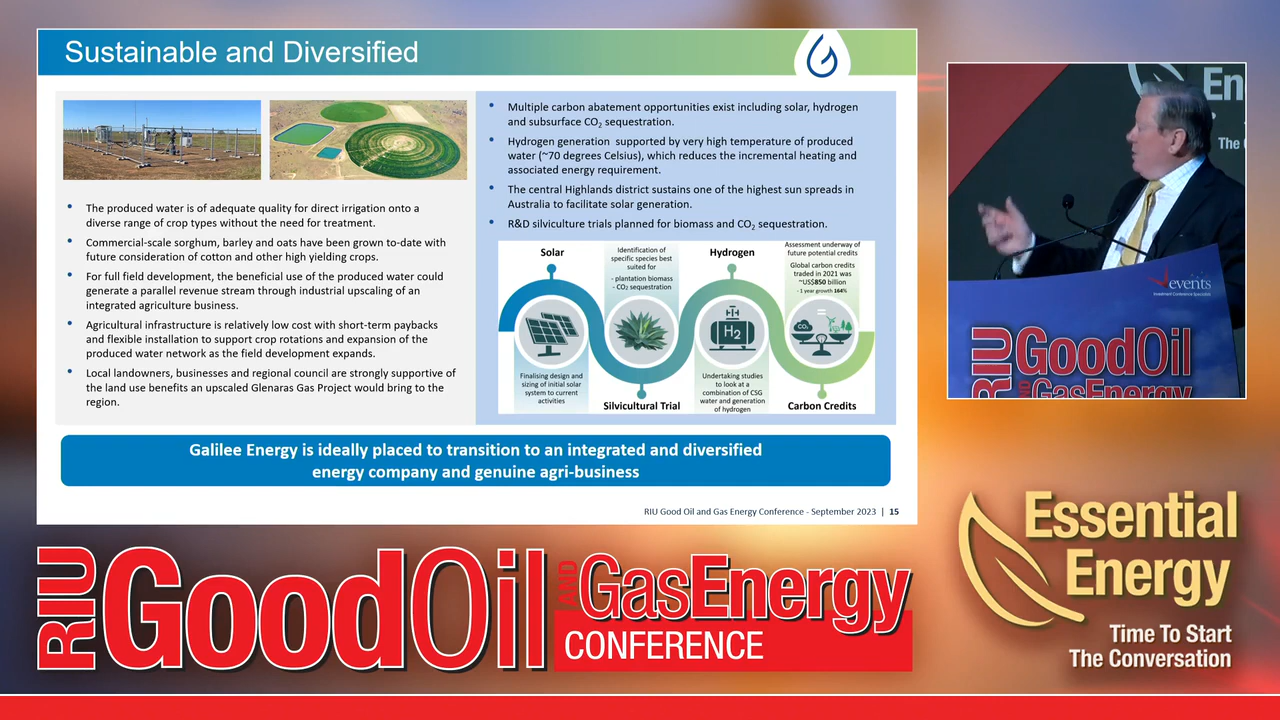 Sustainable and Diversified
• The produced water is of adequate quality for direct irrigation onto a
diverse range of crop types without the need for treatment.
• Commercial-scale sorghum, barley and oats have been grown to-date with
future consideration of cotton and other high yielding crops.
• For full field development, the beneficial use of the produced water could
generate a parallel revenue stream through industrial upscaling of an
integrated agriculture business.
• Agricultural infrastructure is relatively low cost with short-term paybacks
and flexible installation to support crop rotations and expansion of the
produced water network as the field development expands.
• Local landowners, businesses and regional council are strongly supportive of
the land use benefits an upscaled Glenaras Gas Project would bring to the
region.
• Multiple carbon abatement opportunities exist including solar, hydrogen
and subsurface CO₂ sequestration.
• Hydrogen generation supported by very high temperature of produced
water (~70 degrees Celsius), which reduces the incremental heating and
associated energy requirement.
• The central Highlands district sustains one of the highest sun spreads in
Australia to facilitate solar generation.
• R&D silviculture trials planned for biomass and CO₂ sequestration.
Solar
Finalising design and
sizing of initial solar
system to current
activities
Identification of
specific species best
suited for
- plantation biomass
- CO₂ sequestration
Silvicultural Trial
Hydrogen
H2
Undertaking studies
to look at a
combination of CSG
water and generation
of hydrogen
Assessment underway of
future potential credits
Global carbon credits
traded in 2021 was
~US$850 billion
- 1 year growth 164%
CO₂
=
Carbon Credits
Galilee Energy is ideally placed to transition to an integrated and diversified
energy company and genuine agri-business
RIU Good Oil and Gas Energy Conference - September 2023 | 15
En
The C
events
Investment Conference Specialists
RIU
GoodOil
AND
GasEnergy
RIU
GoodOil
AND
GasEnergy
CONFERENCE
Essential
Energy
Time To Start
The Conversation